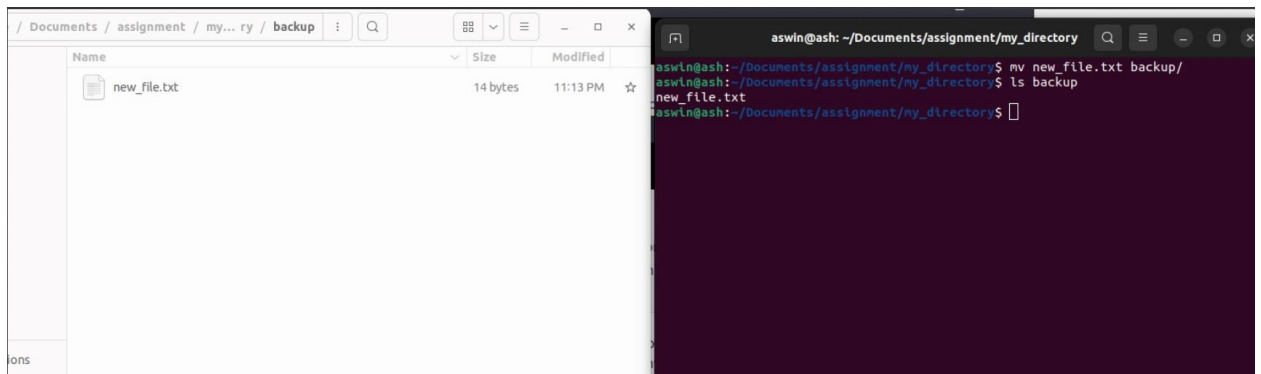 / Documents / assignment / my... ry / backup
Name Size Modified
new_file.txt 14 bytes 11:13 PM
ions
aswin@ash: ~/Documents/assignment/my_directory
aswin@ash:~/Documents/assignment/my_directory$ mv new_file.txt backup/
aswin@ash:~/Documents/assignment/my_directory$ ls backup
new_file.txt
aswin@ash:~/Documents/assignment/my_directory$